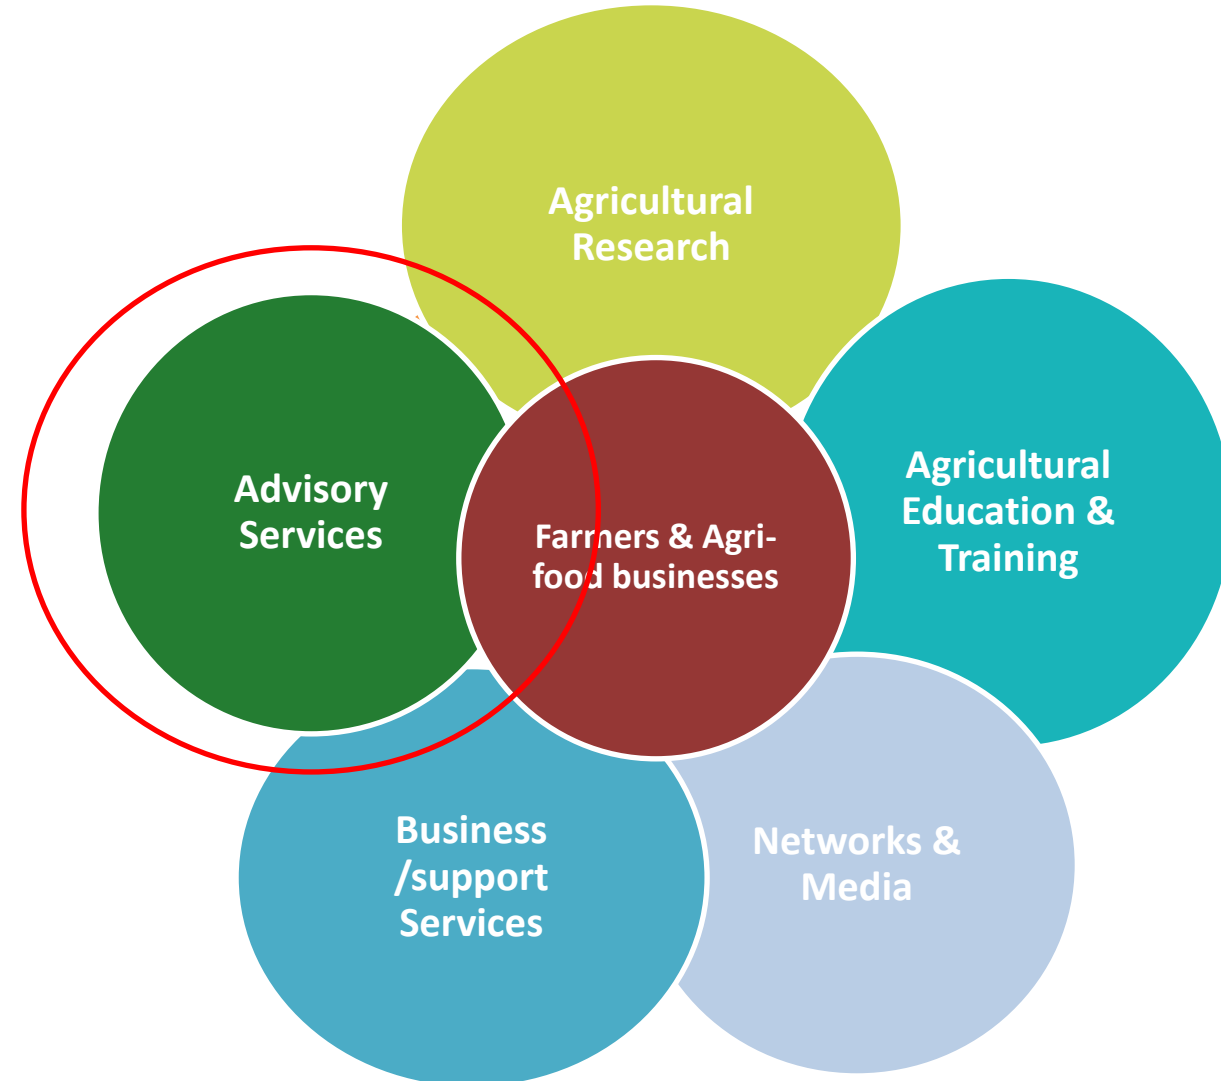 Agricultural
Research
Advisory
Services
Farmers & Agri-
food businesses
Agricultural
Education &
Training
Business
/support
Services
Networks &
Media